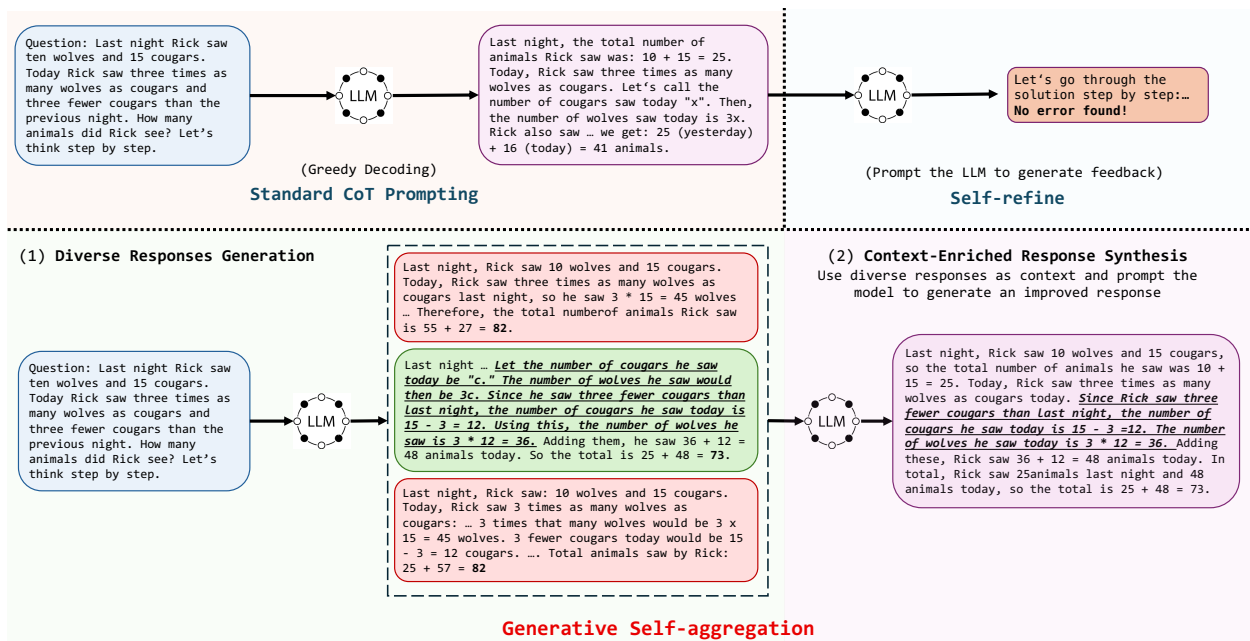 Question: Last night Rick saw
ten wolves and 15 cougars.
Today Rick saw three times as
many wolves as cougars and
three fewer cougars than the
previous night. How many
animals did Rick see? Let's
think step by step.
LLM
(Greedy Decoding)
Standard CoT Prompting
Last night, the total number of
animals Rick saw was: 10 + 15 = 25.
Today, Rick saw three times as many
wolves as cougars. Let's call the
number of cougars saw today "x". Then,
the number of wolves saw today is 3x.
Rick also saw … we get: 25 (yesterday)
+ 16 (today) = 41 animals.
LLM
Let's go through the
solution step by step:…
No error found!
(Prompt the LLM to generate feedback)
Self-refine
(1) Diverse Responses Generation
Question: Last night Rick saw
ten wolves and 15 cougars.
Today Rick saw three times as
many wolves as cougars and
three fewer cougars than the
previous night. How many
animals did Rick see? Let's
think step by step.
LLM
Last night, Rick saw 10 wolves and 15 cougars.
Today, Rick saw three times as many wolves as
cougars last night, so he saw 3 * 15 = 45 wolves
… Therefore, the total numberof animals Rick saw
is 55 + 27 = 82.
Last night … Let the number of cougars he saw
today be "c." The number of wolves he saw would
then be 3c. Since he saw three fewer cougars than
last night, the number of cougars he saw today is
15 - 3 = 12. Using this, the number of wolves he
saw is 3 * 12 = 36. Adding them, he saw 36 + 12 =
48 animals today. So the total is 25 + 48 = 73.
Last night, Rick saw: 10 wolves and 15 cougars.
Today, Rick saw 3 times as many wolves as
cougars: … 3 times that many wolves would be 3 x
15 = 45 wolves. 3 fewer cougars today would be 15
- 3 = 12 cougars. …. Total animals saw by Rick:
25 + 57 = 82
(2) Context-Enriched Response Synthesis
Use diverse responses as context and prompt the
model to generate an improved response
LLM
Last night, Rick saw 10 wolves and 15 cougars,
so the total number of animals he saw was 10 +
15 = 25. Today, Rick saw three times as many
wolves as cougars today. Since Rick saw three
fewer cougars than last night, the number of
cougars he saw today is 15 - 3 =12. The number
of wolves he saw today is 3 * 12 = 36. Adding
these, Rick saw 36 + 12 = 48 animals today. In
total, Rick saw 25animals last night and 48
animals today, so the total is 25 + 48 = 73.
Generative Self-aggregation